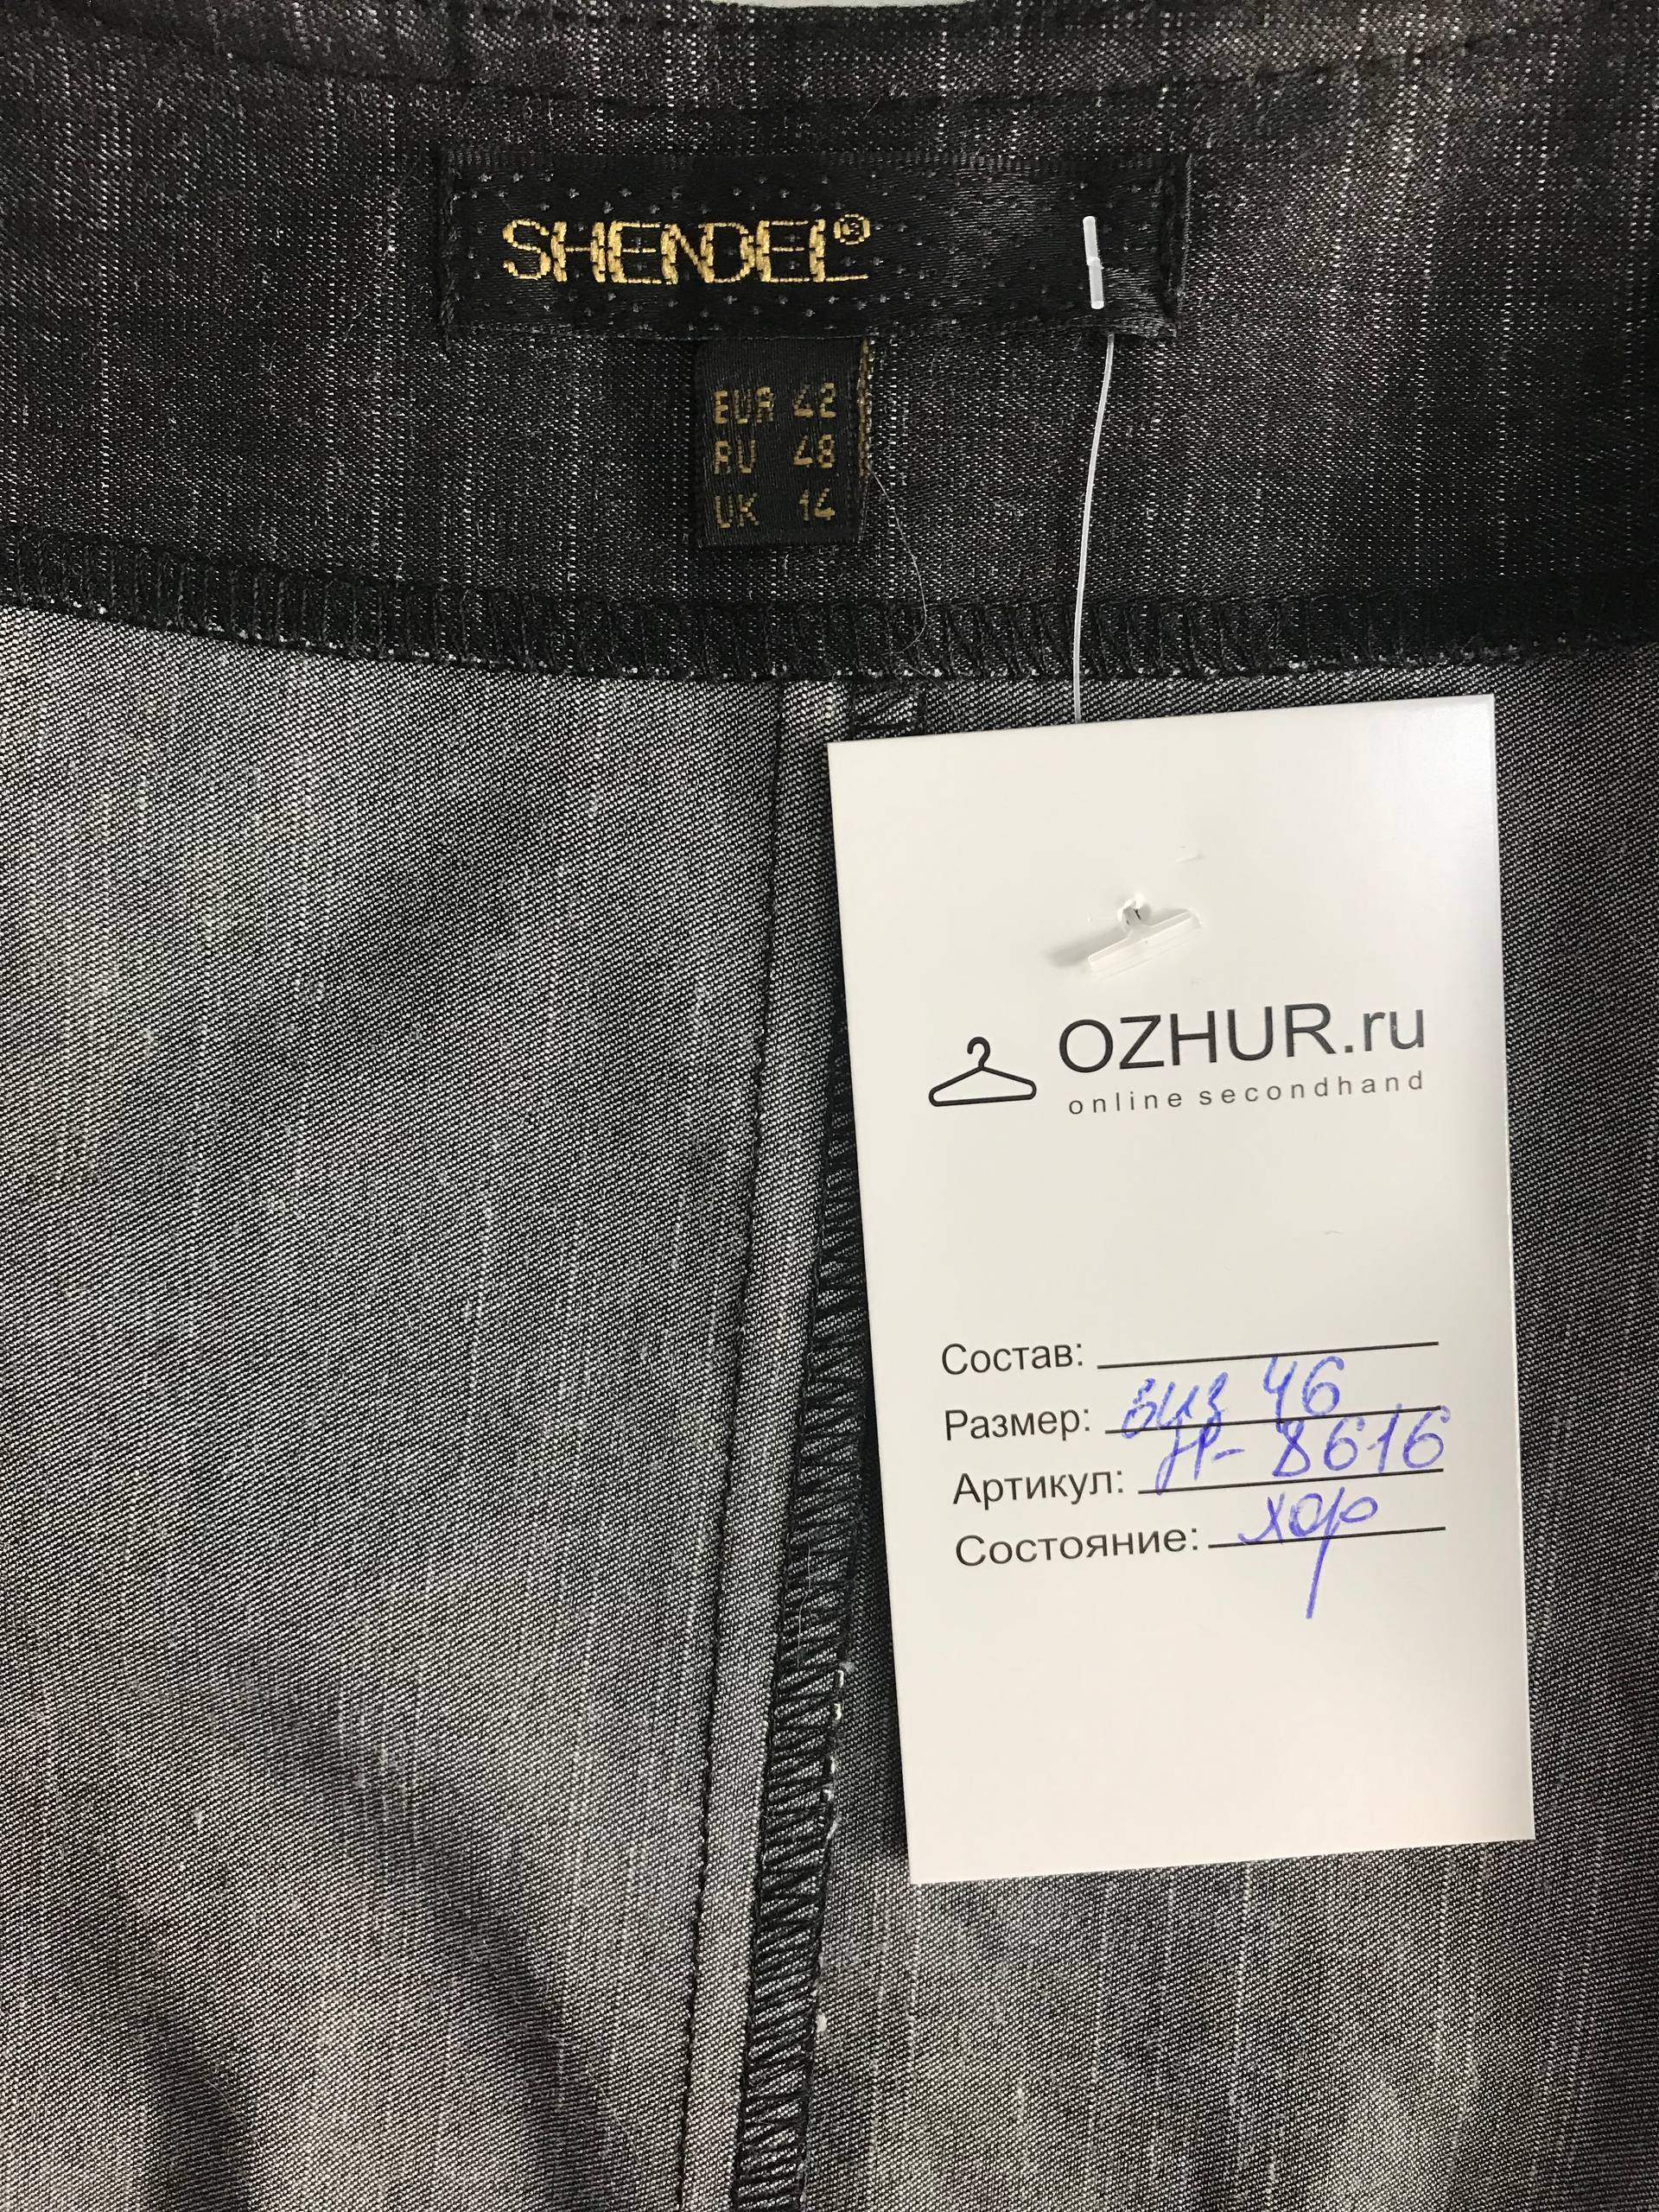 SHENDEL®
EUR 42
RU 48
UK 14
OZHUR.ru
online secondhand
Состав:
Размер: виз 46
Артикул: Н-8616
Состояние: хор